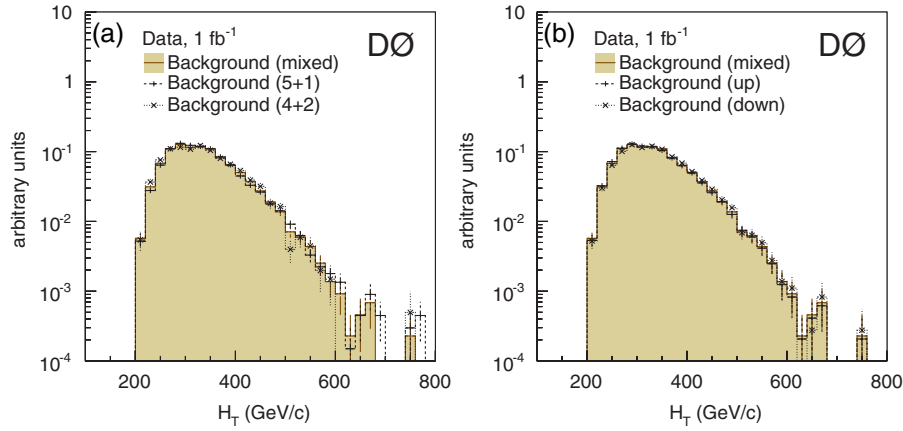 (a)
Data, 1 fb⁻¹
DØ
Background (mixed)
Background (5+1)
Background (4+2)
arbitrary units
10
1
10⁻¹
10⁻²
10⁻³
10⁻⁴
200 400 600 800
H_T (GeV/c)
(b)
Data, 1 fb⁻¹
DØ
Background (mixed)
Background (up)
Background (down)
arbitrary units
10
1
10⁻¹
10⁻²
10⁻³
10⁻⁴
200 400 600 800
H_T (GeV/c)